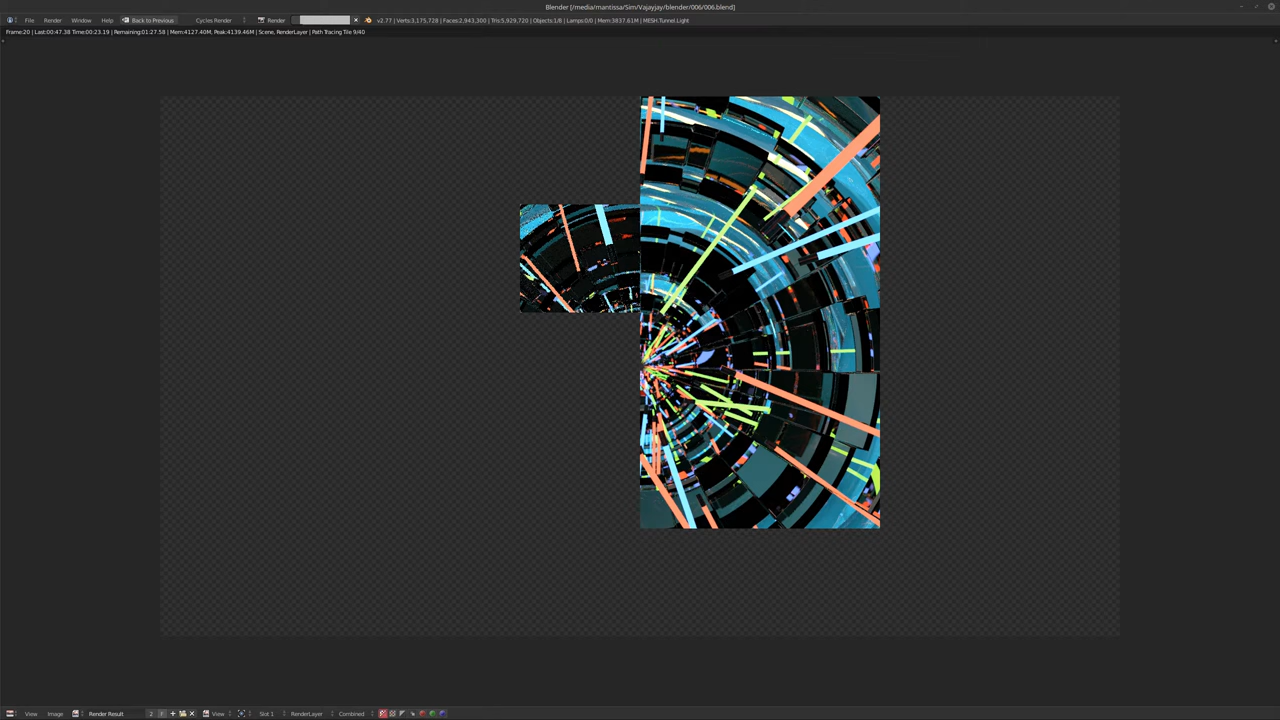 Blender [/media/mantissa/Sim/Vajayjay/blender/006/006.blend]
File Render Window Help Back to Previous Cycles Render Render v2.77 | Verts:3,175,728 | Faces:2,943,300 | Tris:5,929,720 | Objects:1/8 | Lamps:0/0 | Mem:3837.61M | MESH.Tunnel.Light
Frame:20 | Last:00:47.38 Time:00:23.19 | Remaining:01:27.58 | Mem:4127.40M, Peak:4139.46M | Scene, RenderLayer | Path Tracing Tile 9/40
View Image Render Result 2 F View Slot 1 RenderLayer Combined